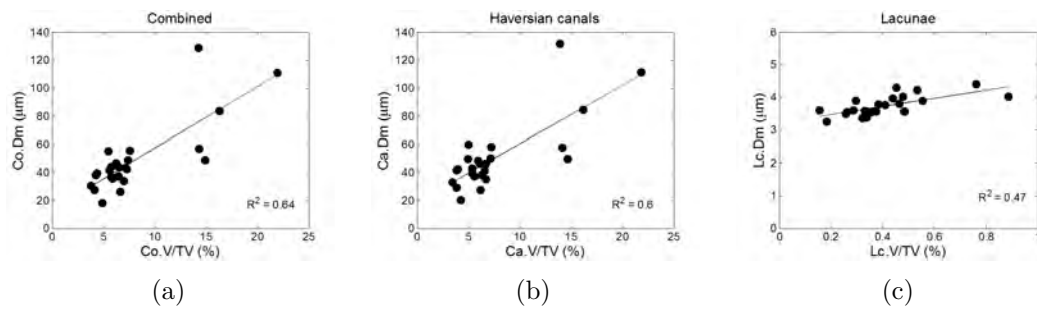 Combined
140
120
100
80
60
40
20
0
Co.Dm (μm)
0 5 10 15 20 25
Co.V/TV (%)
R² = 0.64
(a)
Haversian canals
140
120
100
80
60
40
20
0
Ca.Dm (μm)
0 5 10 15 20 25
Ca.V/TV (%)
R² = 0.6
(b)
Lacunae
6
5
4
3
2
1
0
Lc.Dm (μm)
0 0.2 0.4 0.6 0.8 1
Lc.V/TV (%)
R² = 0.47
(c)